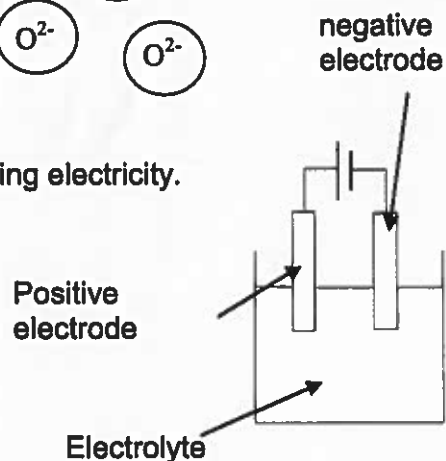 O²⁻
O²⁻
negative
electrode
ing electricity.
Positive
electrode
Electrolyte